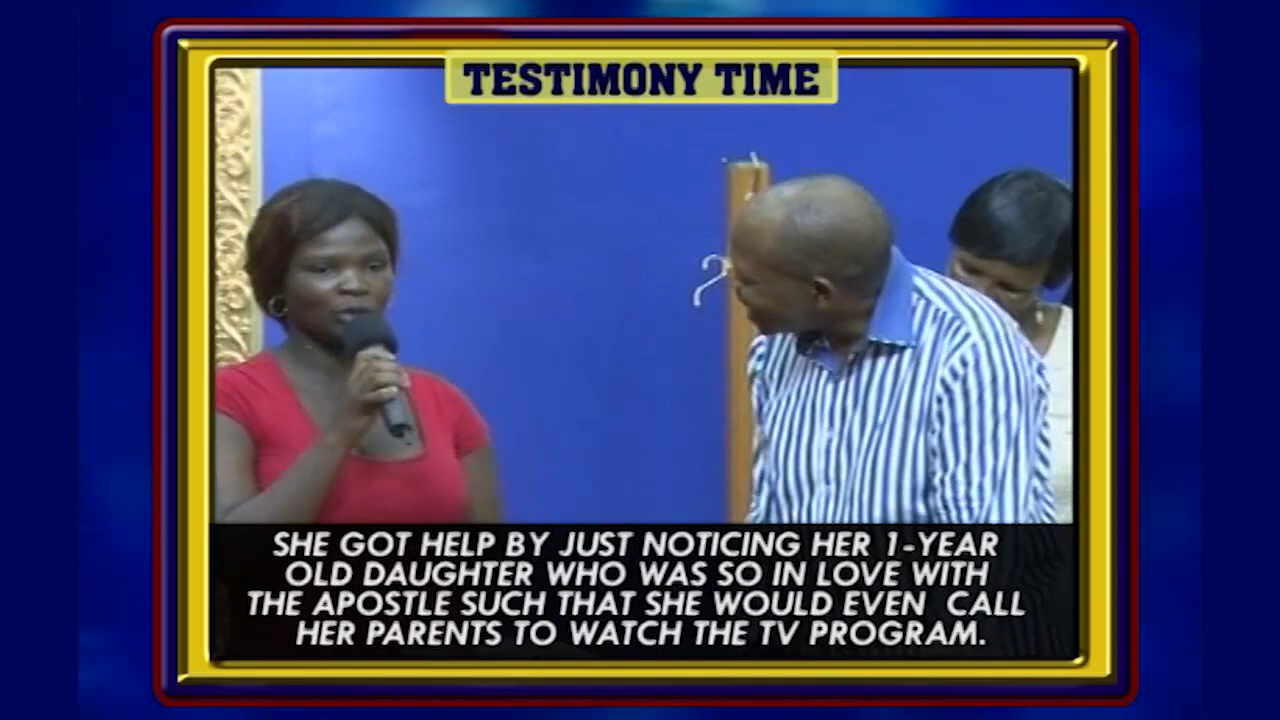 TESTIMONY TIME
SHE GOT HELP BY JUST NOTICING HER 1-YEAR
OLD DAUGHTER WHO WAS SO IN LOVE WITH
THE APOSTLE SUCH THAT SHE WOULD EVEN CALL
HER PARENTS TO WATCH THE TV PROGRAM.